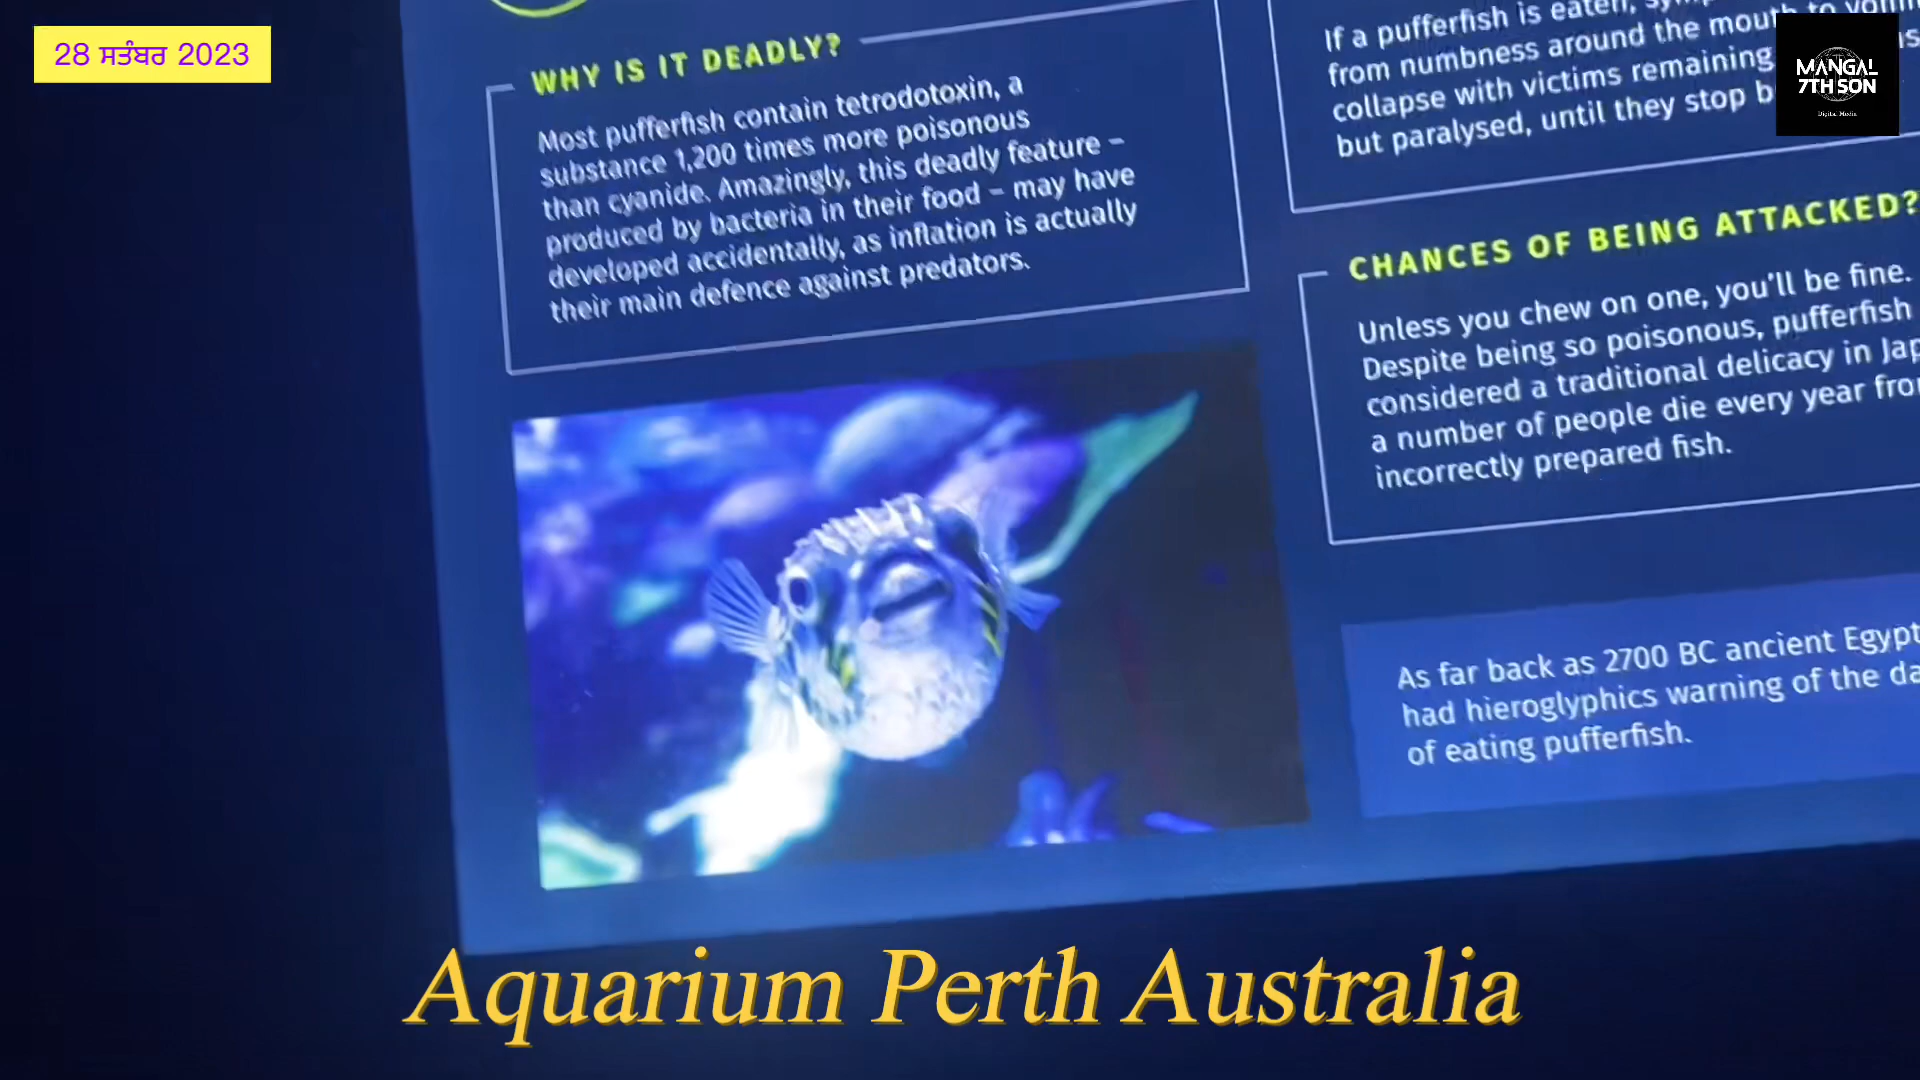 28 ਸਤੰਬਰ 2023
WHY IS IT DEADLY?
Most pufferfish contain tetrodotoxin, a
substance 1,200 times more poisonous
than cyanide. Amazingly, this deadly feature –
produced by bacteria in their food – may have
developed accidentally, as inflation is actually
their main defence against predators.
If a pufferfish is eaten,
from numbness around the mouth to
collapse with victims remaining
but paralysed, until they stop
MANGAL
7TH SON
Digital Media
CHANCES OF BEING ATTACKED?
Unless you chew on one, you'll be fine.
Despite being so poisonous, pufferfish
considered a traditional delicacy in
a number of people die every year
incorrectly prepared fish.
As far back as 2700 BC ancient
had hieroglyphics warning of the
of eating pufferfish.
Aquarium Perth Australia